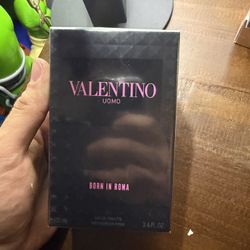 VALENTINO
UOMO
BORN IN ROMA
EAU DE TOILETTE
3.4 FL.OZ.